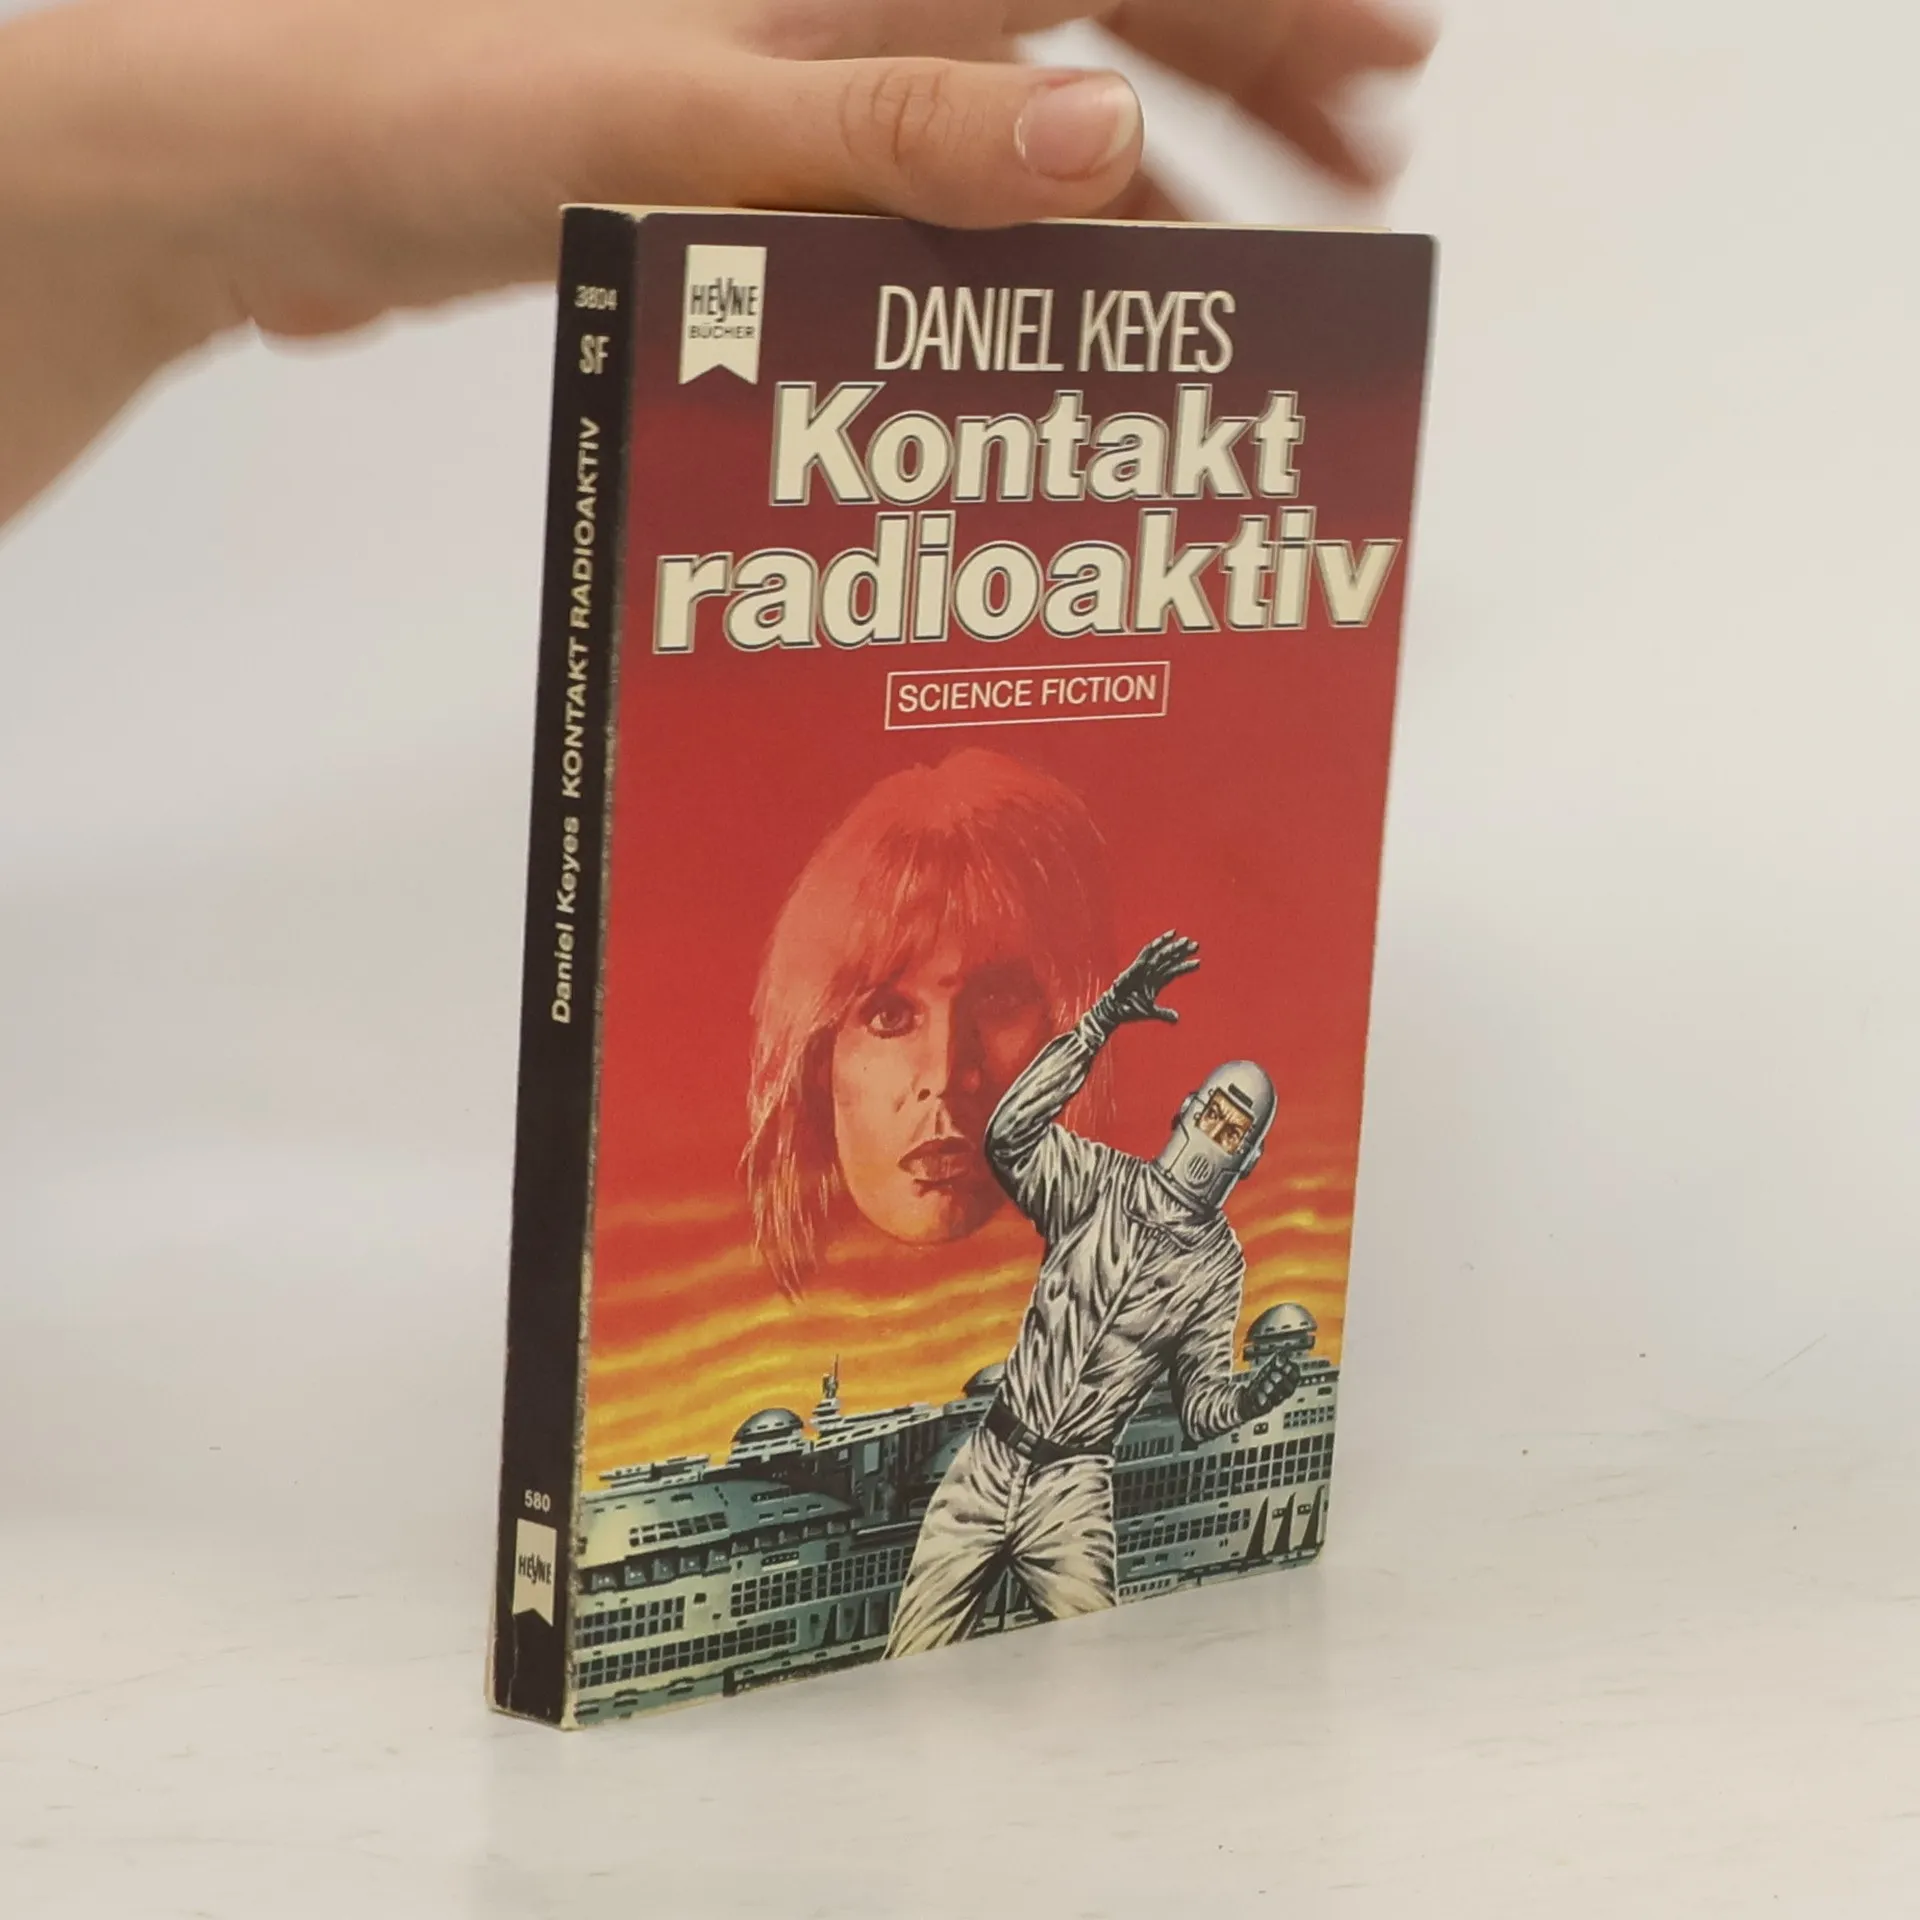 3804
SF
Daniel Keyes KONTAKT RADIOAKTIV
580
HEYNE
HEYNE
BÜCHER
DANIEL KEYES
Kontakt
radioaktiv
SCIENCE FICTION